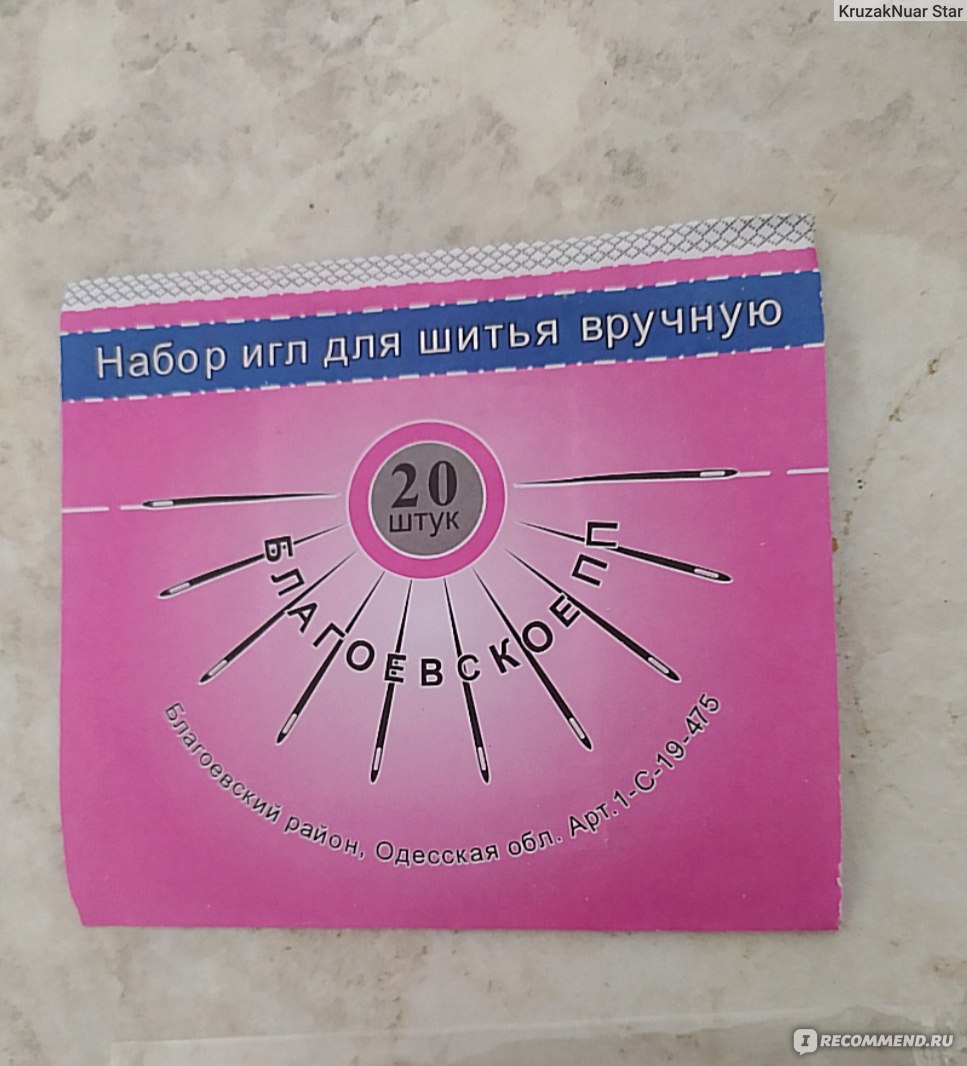 KruzakNuar Star
Набор игл для шитья вручную
20
штук
БЛАГОЕВСКОЕ ПП
Благоевский район, Одесская обл. Арт.1-С-19-475
IRECOMMEND.RU